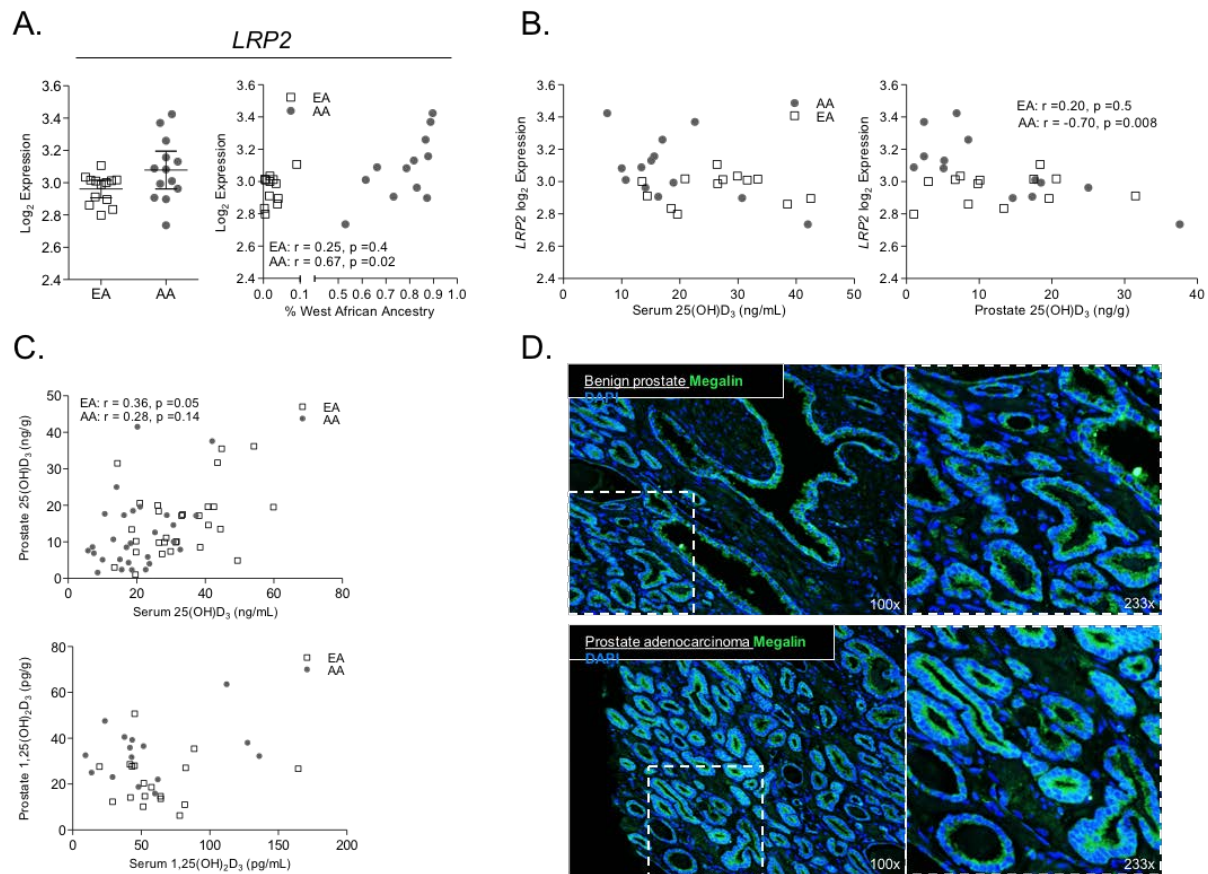 A.
LRP2
Log2 Expression
3.6
3.4
3.2
3.0
2.8
2.6
2.4
EA
AA
Log2 Expression
3.6
3.4
3.2
3.0
2.8
2.6
2.4
EA
AA
EA: r = 0.25, p =0.4
AA: r = 0.67, p =0.02
0.0 0.1 0.5 0.6 0.7 0.8 0.9 1.0
% West African Ancestry
B.
LRP2 log2 Expression
3.6
3.4
3.2
3.0
2.8
2.6
2.4
AA
EA
0 10 20 30 40 50
Serum 25(OH)D3 (ng/mL)
LRP2 log2 Expression
3.6
3.4
3.2
3.0
2.8
2.6
2.4
EA: r =0.20, p =0.5
AA: r = -0.70, p =0.008
0 10 20 30 40
Prostate 25(OH)D3 (ng/g)
C.
Prostate 25(OH)D3 (ng/g)
50
40
30
20
10
0
EA: r = 0.36, p =0.05
AA: r = 0.28, p =0.14
EA
AA
0 20 40 60 80
Serum 25(OH)D3 (ng/mL)
Prostate 1,25(OH)2D3 (pg/g)
80
60
40
20
0
EA
AA
0 50 100 150 200
Serum 1,25(OH)2D3 (pg/mL)
D.
Benign prostate Megalin
DAPI
100x
233x
Prostate adenocarcinoma Megalin
DAPI
100x
233x